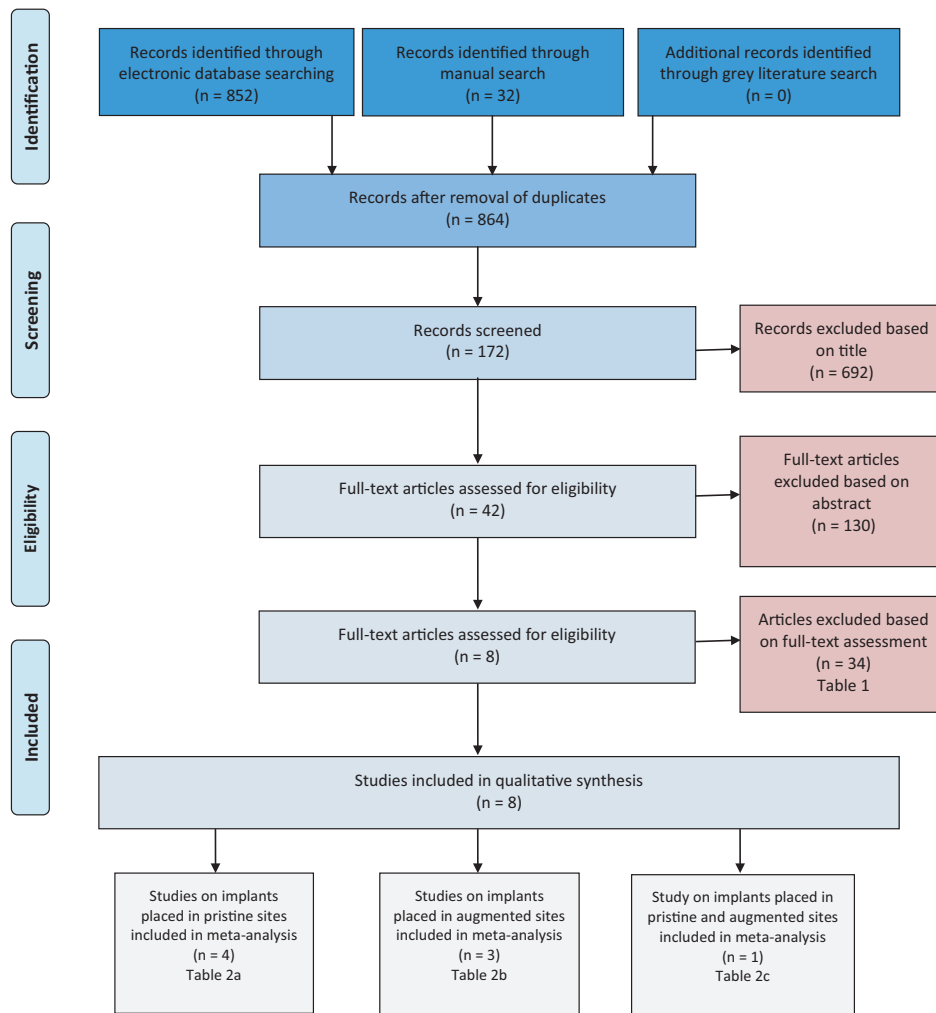 Identification
Records identified through
electronic database searching
(n = 852)
Records identified through
manual search
(n = 32)
Additional records identified
through grey literature search
(n = 0)
Records after removal of duplicates
(n = 864)
Screening
Records screened
(n = 172)
Records excluded based
on title
(n = 692)
Eligibility
Full-text articles assessed for eligibility
(n = 42)
Full-text articles
excluded based on
abstract
(n = 130)
Full-text articles assessed for eligibility
(n = 8)
Articles excluded based
on full-text assessment
(n = 34)
Table 1
Included
Studies included in qualitative synthesis
(n = 8)
Studies on implants
placed in pristine sites
included in meta-analysis
(n = 4)
Table 2a
Studies on implants
placed in augmented sites
included in meta-analysis
(n = 3)
Table 2b
Study on implants placed in
pristine and augmented sites
included in meta-analysis
(n = 1)
Table 2c